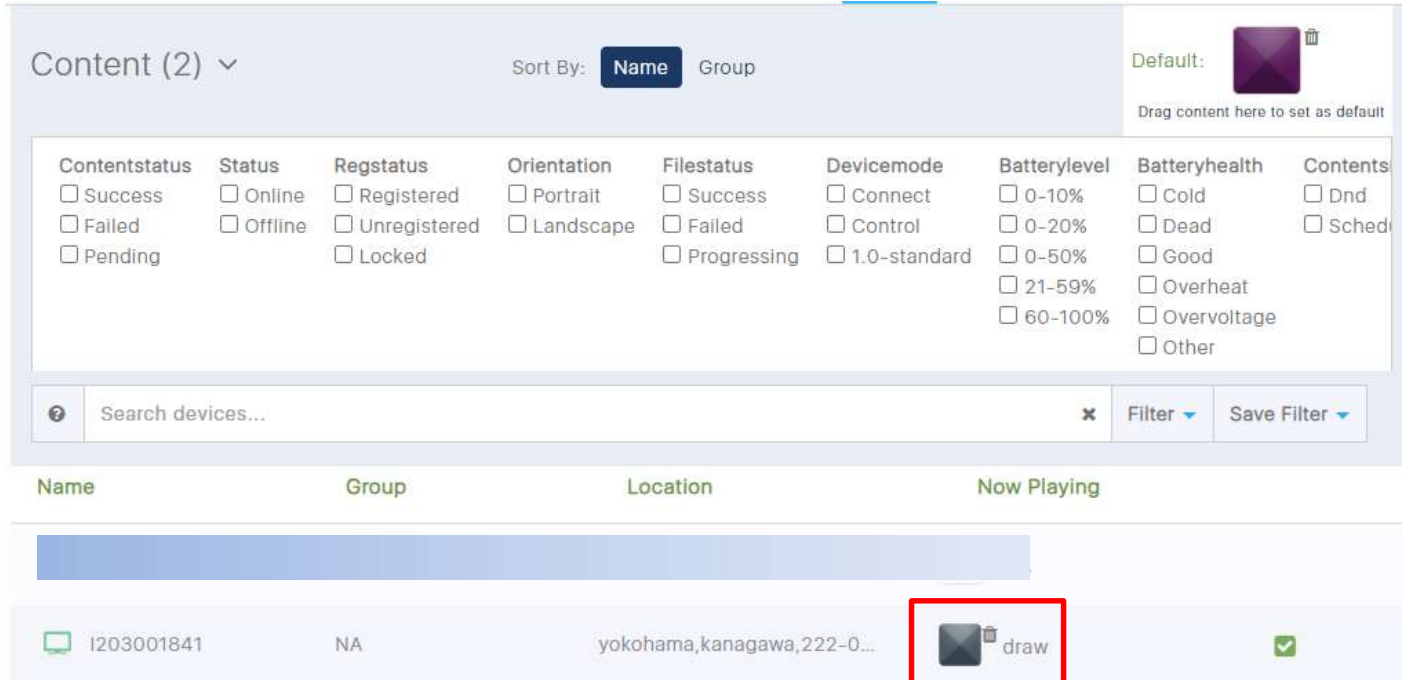 Content (2)
Sort By: Name Group
Default:
Drag content here to set as default
Contentstatus Status Regstatus Orientation Filestatus Devicemode Batterylevel Batteryhealth Contents
Success Online Registered Portrait Success Connect 0-10% Cold Dnd
Failed Offline Unregistered Landscape Failed Control 0-20% Dead Sched
Pending Locked Progressing 1.0-standard 0-50% Good
21-59% Overheat
60-100% Overvoltage
Other
Search devices... Filter Save Filter
Name Group Location Now Playing
I203001841 NA yokohama,kanagawa,222-0... draw